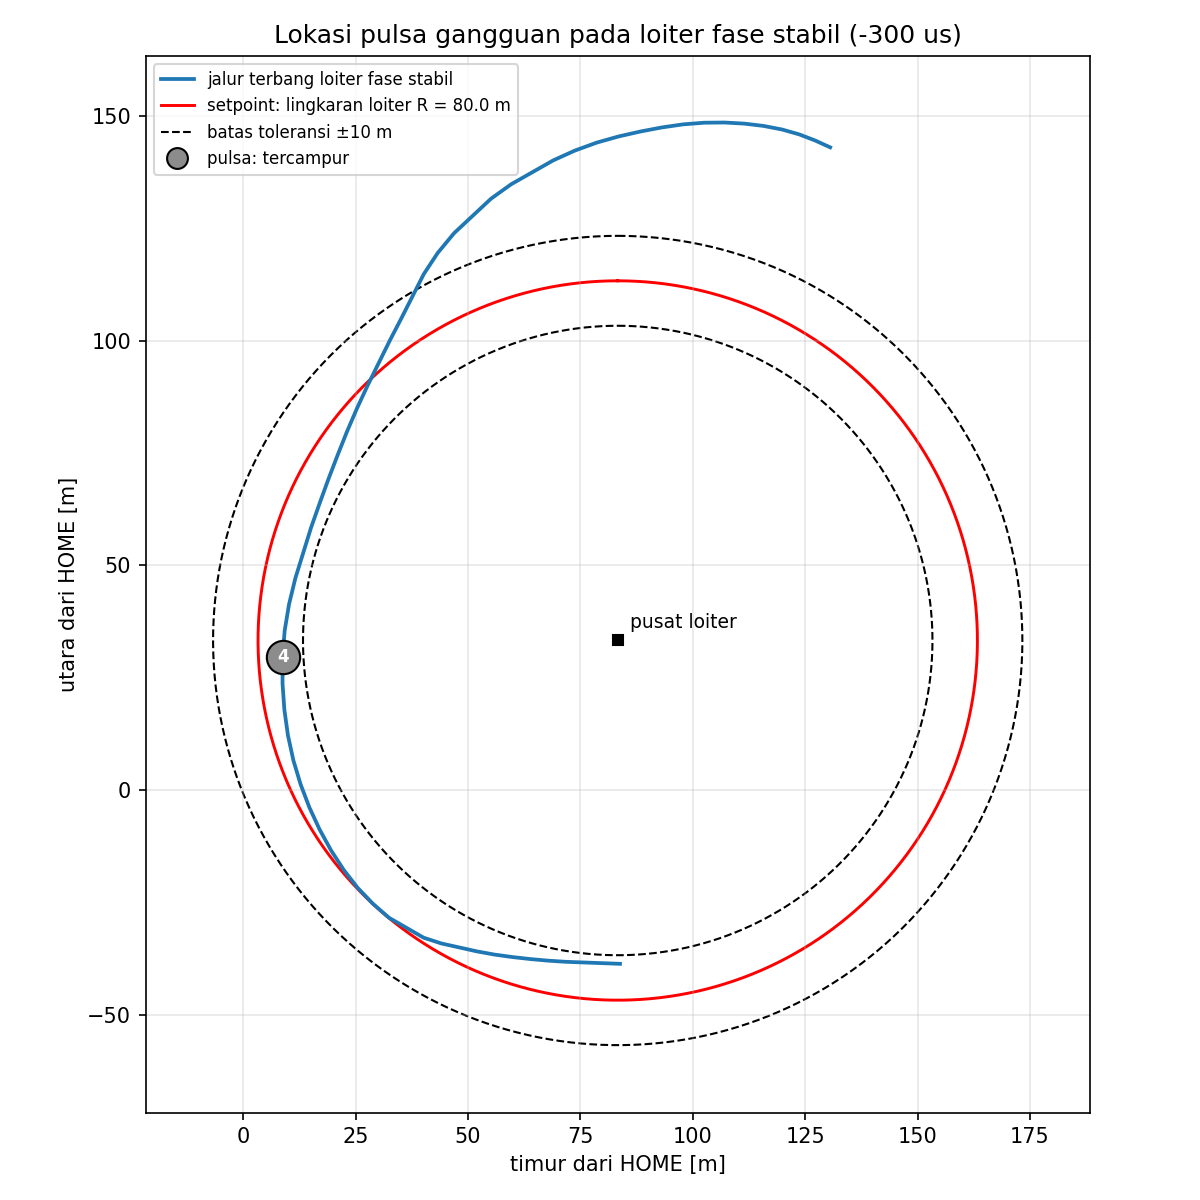 Lokasi pulsa gangguan pada loiter fase stabil (-300 us)
jalur terbang loiter fase stabil
setpoint: lingkaran loiter R = 80.0 m
batas toleransi ±10 m
pulsa: tercampur
150
100
50
0
−50
utara dari HOME [m]
pusat loiter
4
0
25
50
75
100
125
150
175
timur dari HOME [m]